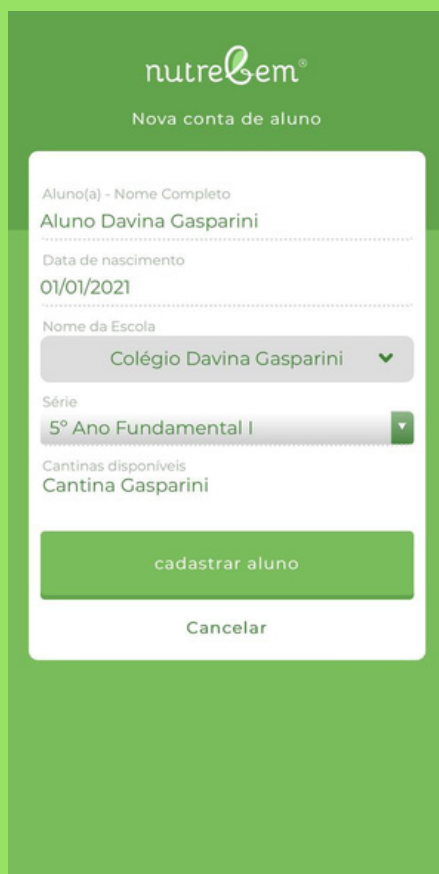 nutrebem®
Nova conta de aluno
Aluno(a) - Nome Completo
Aluno Davina Gasparini
Data de nascimento
01/01/2021
Nome da Escola
Colégio Davina Gasparini
Série
5º Ano Fundamental I
Cantinas disponíveis
Cantina Gasparini
cadastrar aluno
Cancelar